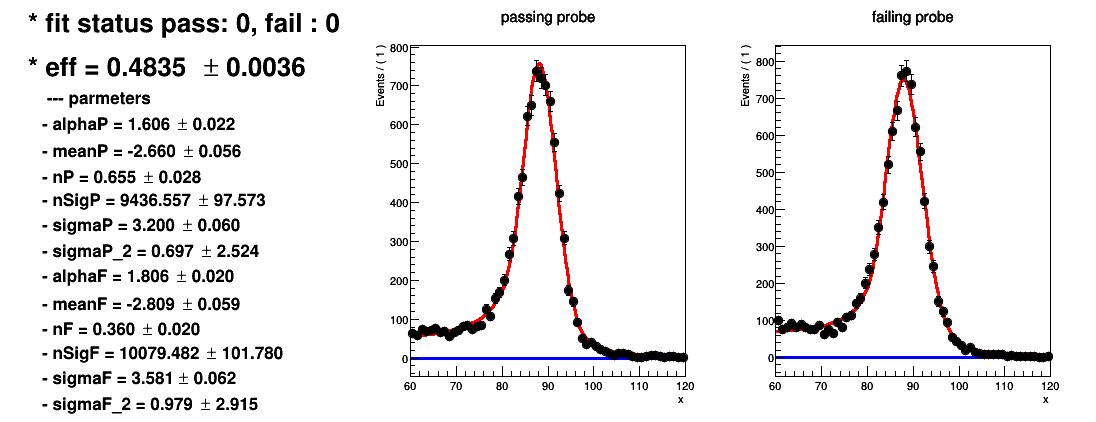 * fit status pass: 0, fail : 0
* eff = 0.4835 ± 0.0036
--- parmeters
- alphaP = 1.606 ± 0.022
- meanP = -2.660 ± 0.056
- nP = 0.655 ± 0.028
- nSigP = 9436.557 ± 97.573
- sigmaP = 3.200 ± 0.060
- sigmaP_2 = 0.697 ± 2.524
- alphaF = 1.806 ± 0.020
- meanF = -2.809 ± 0.059
- nF = 0.360 ± 0.020
- nSigF = 10079.482 ± 101.780
- sigmaF = 3.581 ± 0.062
- sigmaF_2 = 0.979 ± 2.915
passing probe
Events / ( 1 )
800
700
600
500
400
300
200
100
0
60 70 80 90 100 110 120
x
failing probe
Events / ( 1 )
800
700
600
500
400
300
200
100
0
60 70 80 90 100 110 120
x